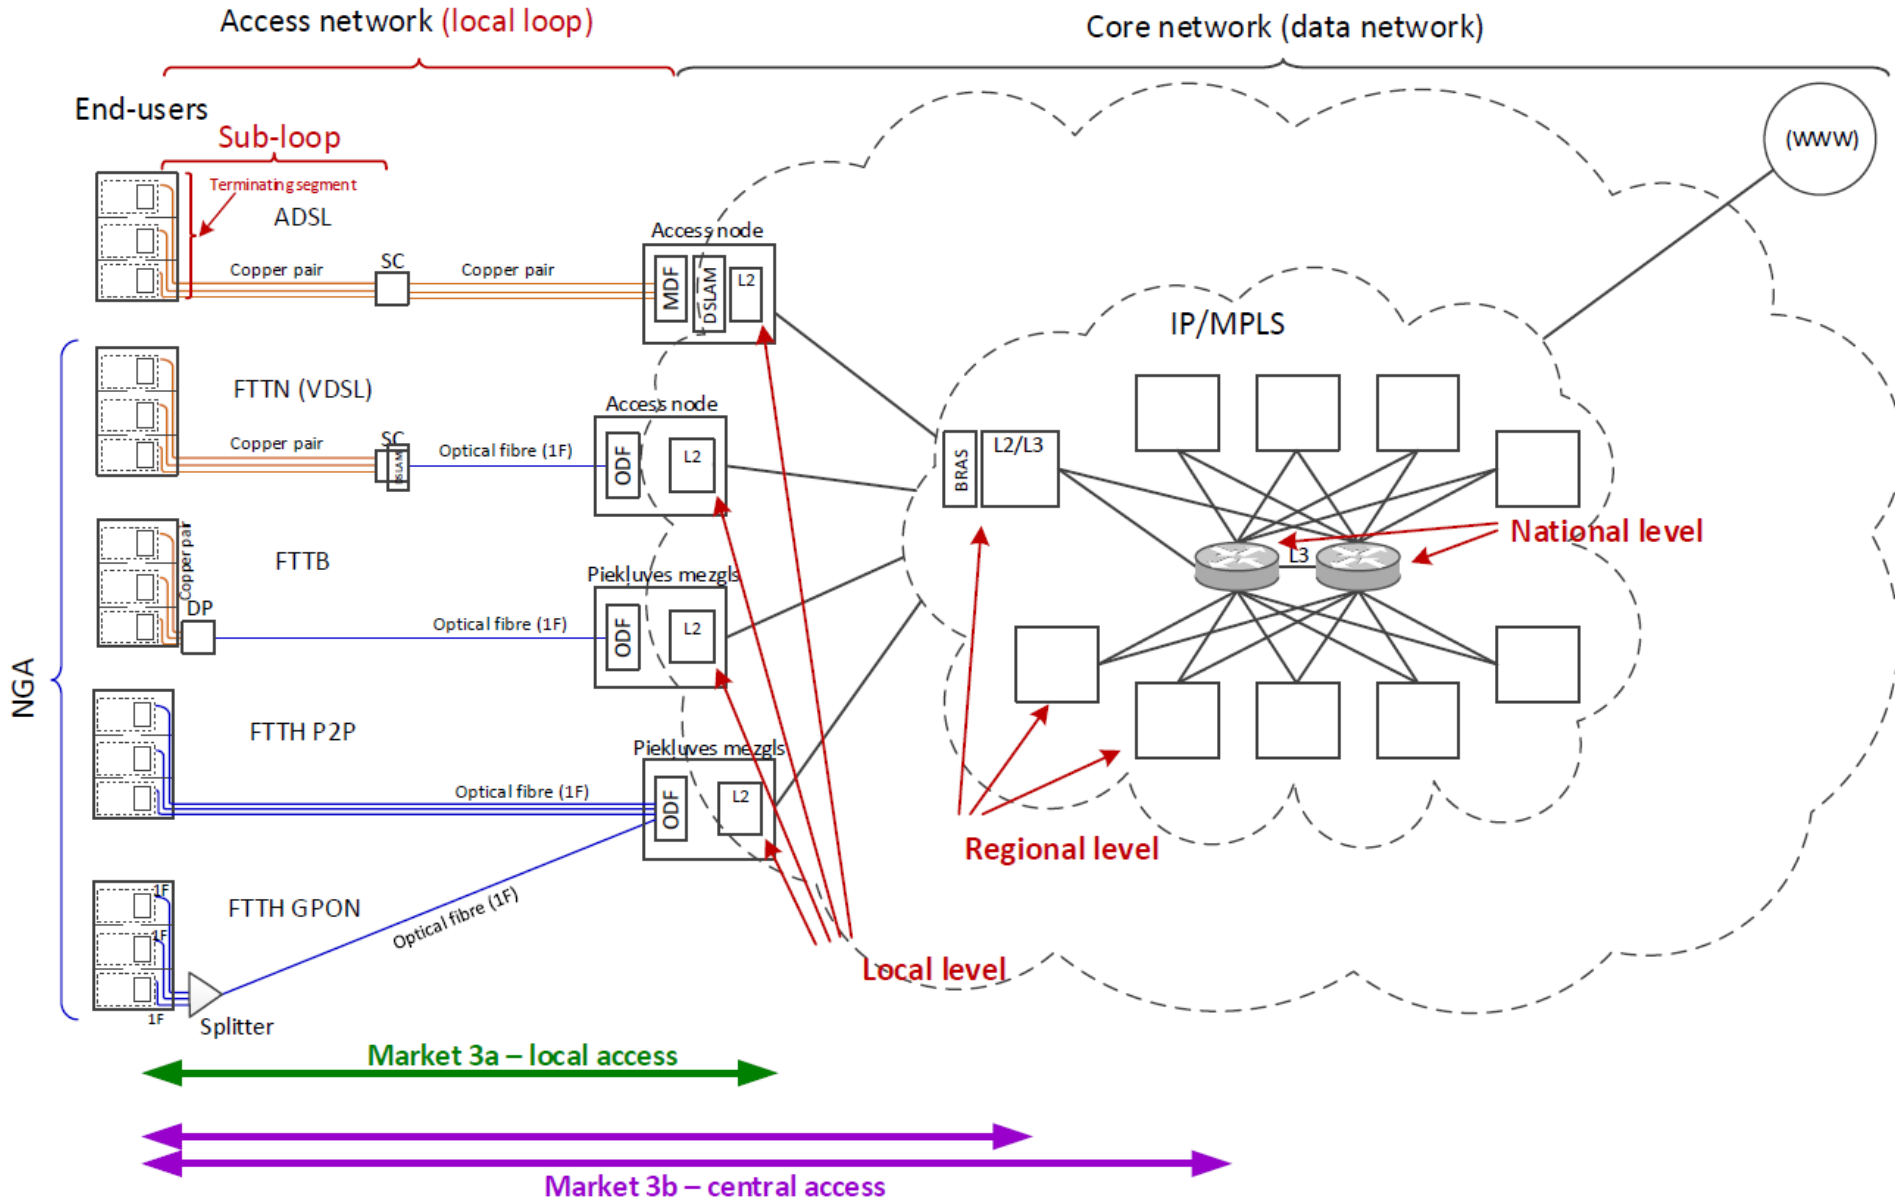 Access network (local loop)
Core network (data network)
End-users
Sub-loop
Terminating segment
ADSL
Copper pair
SC
Copper pair
Access node
MDF
DSLAM
L2
(WWW)
IP/MPLS
FTTN (VDSL)
Copper pair
SC
DSLAM
Optical fibre (1F)
Access node
ODF
L2
BRAS
L2/L3
National level
L3
FTTB
Copper pair
DP
Optical fibre (1F)
Piekļuves mezgls
ODF
L2
NGA
FTTH P2P
Optical fibre (1F)
Piekļuves mezgls
ODF
L2
Regional level
FTTH GPON
1F
1F
1F
Optical fibre (1F)
Splitter
Local level
Market 3a – local access
Market 3b – central access